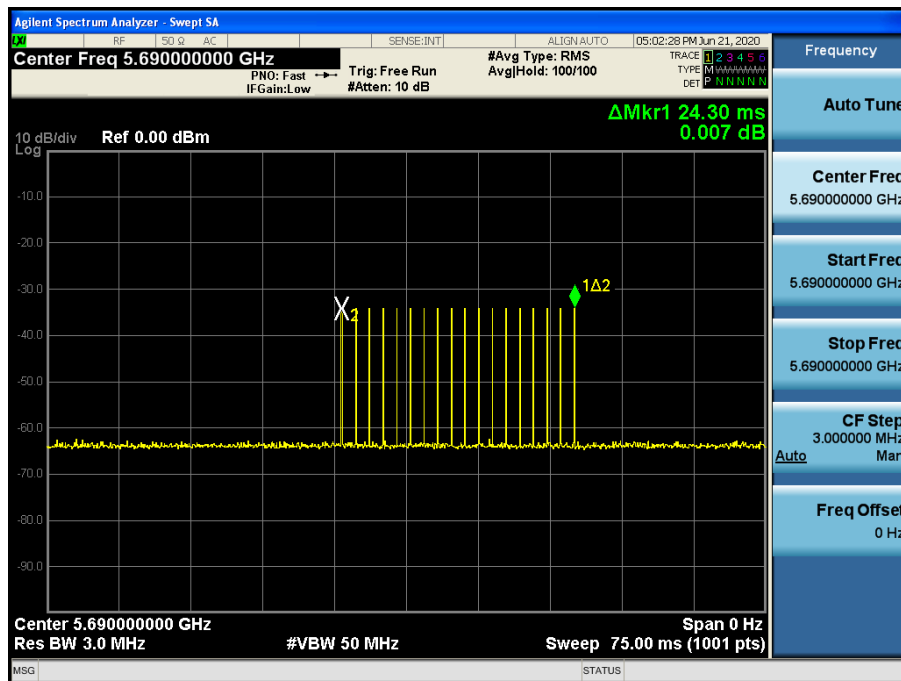 Agilent Spectrum Analyzer - Swept SA
LXI RF 50 Ω AC SENSE:INT ALIGN AUTO 05:02:28 PM Jun 21, 2020
Center Freq 5.690000000 GHz
PNO: Fast
IFGain:Low
Trig: Free Run
#Atten: 10 dB
#Avg Type: RMS
Avg|Hold: 100/100
TRACE 1 2 3 4 5 6
TYPE M
DET P N N N N N
ΔMkr1 24.30 ms
0.007 dB
10 dB/div Ref 0.00 dBm
Log
-10.0
-20.0
-30.0
-40.0
-50.0
-60.0
-70.0
-80.0
-90.0
2
1Δ2
Center 5.690000000 GHz Span 0 Hz
Res BW 3.0 MHz #VBW 50 MHz Sweep 75.00 ms (1001 pts)
MSG STATUS
Frequency
Auto Tune
Center Freq
5.690000000 GHz
Start Freq
5.690000000 GHz
Stop Freq
5.690000000 GHz
CF Step
3.000000 MHz
Auto Man
Freq Offset
0 Hz